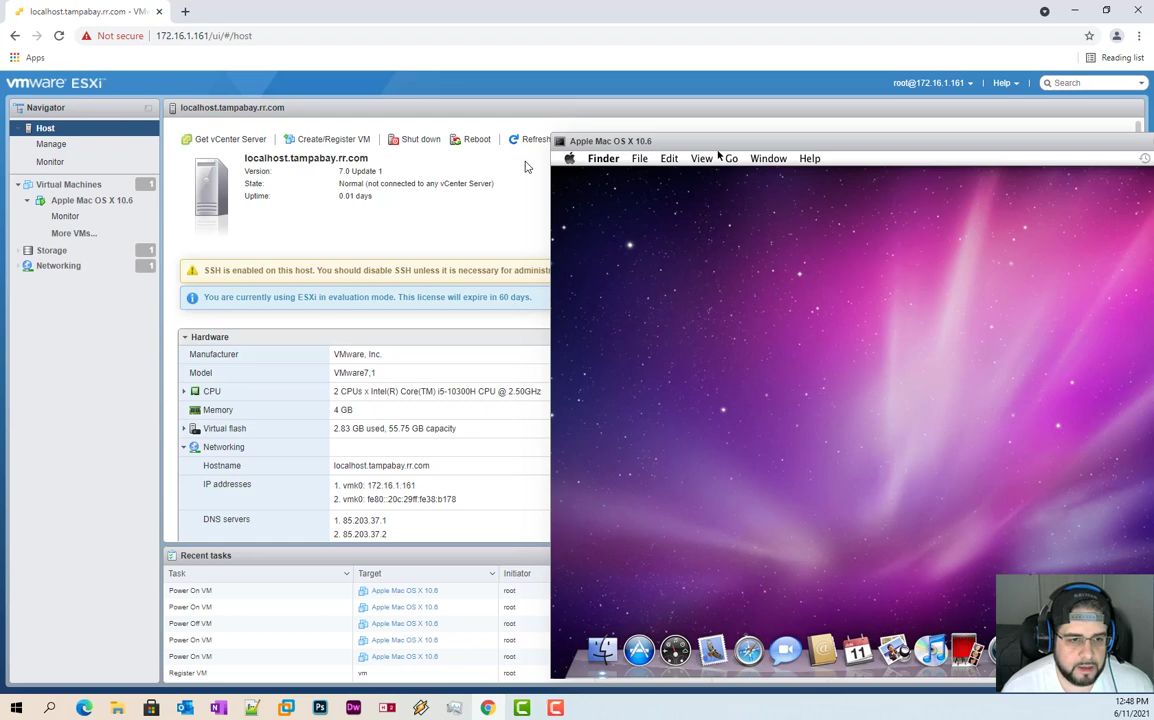 localhost.tampabay.rr.com - VM
Not secure
172.16.1.161/ui/#/host
Apps
Reading list
vmware ESXi
root@172.16.1.161
Help
Search
Navigator
localhost.tampabay.rr.com
Host
Manage
Monitor
Virtual Machines
1
Apple Mac OS X 10.6
Monitor
More VMs...
Storage
1
Networking
1
Get vCenter Server
Create/Register VM
Shut down
Reboot
Refresh
localhost.tampabay.rr.com
Version: 7.0 Update 1
State: Normal (not connected to any vCenter Server)
Uptime: 0.01 days
SSH is enabled on this host. You should disable SSH unless it is necessary for administ
You are currently using ESXi in evaluation mode. This license will expire in 60 days.
Hardware
Manufacturer VMware, Inc.
Model VMware7,1
CPU 2 CPUs x Intel(R) Core(TM) i5-10300H CPU @ 2.50GHz
Memory 4 GB
Virtual flash 2.83 GB used, 55.75 GB capacity
Networking
Hostname localhost.tampabay.rr.com
IP addresses 1. vmk0: 172.16.1.161
2. vmk0: fe80::20c:29ff:fe38:b178
DNS servers 1. 85.203.37.1
2. 85.203.37.2
Recent tasks
Task Target Initiator
Power On VM Apple Mac OS X 10.6 root
Power On VM Apple Mac OS X 10.6 root
Power Off VM Apple Mac OS X 10.6 root
Power On VM Apple Mac OS X 10.6 root
Power On VM Apple Mac OS X 10.6 root
Register VM vm root
Apple Mac OS X 10.6
Finder File Edit View Go Window Help
11
12:48 PM
6/11/2021